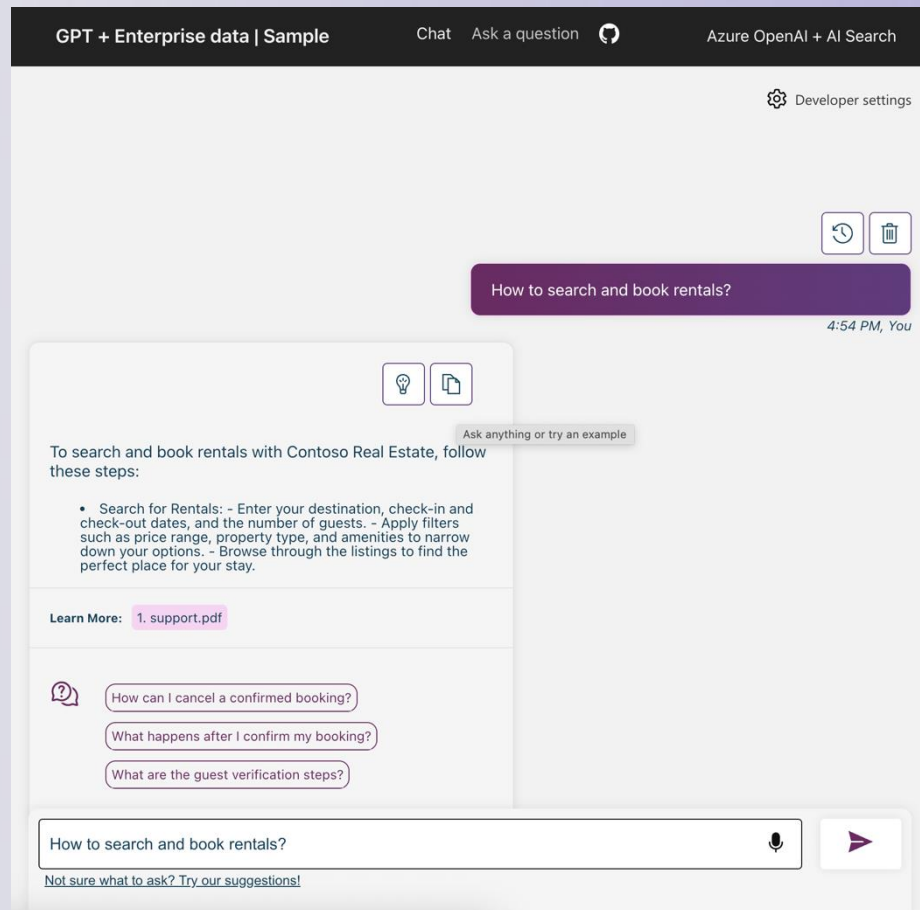 GPT + Enterprise data | Sample
Chat
Ask a question
Azure OpenAI + AI Search
Developer settings
How to search and book rentals?
4:54 PM, You
Ask anything or try an example
To search and book rentals with Contoso Real Estate, follow
these steps:
• Search for Rentals: - Enter your destination, check-in and
check-out dates, and the number of guests. - Apply filters
such as price range, property type, and amenities to narrow
down your options. - Browse through the listings to find the
perfect place for your stay.
Learn More: 1. support.pdf
How can I cancel a confirmed booking?
What happens after I confirm my booking?
What are the guest verification steps?
How to search and book rentals?
Not sure what to ask? Try our suggestions!